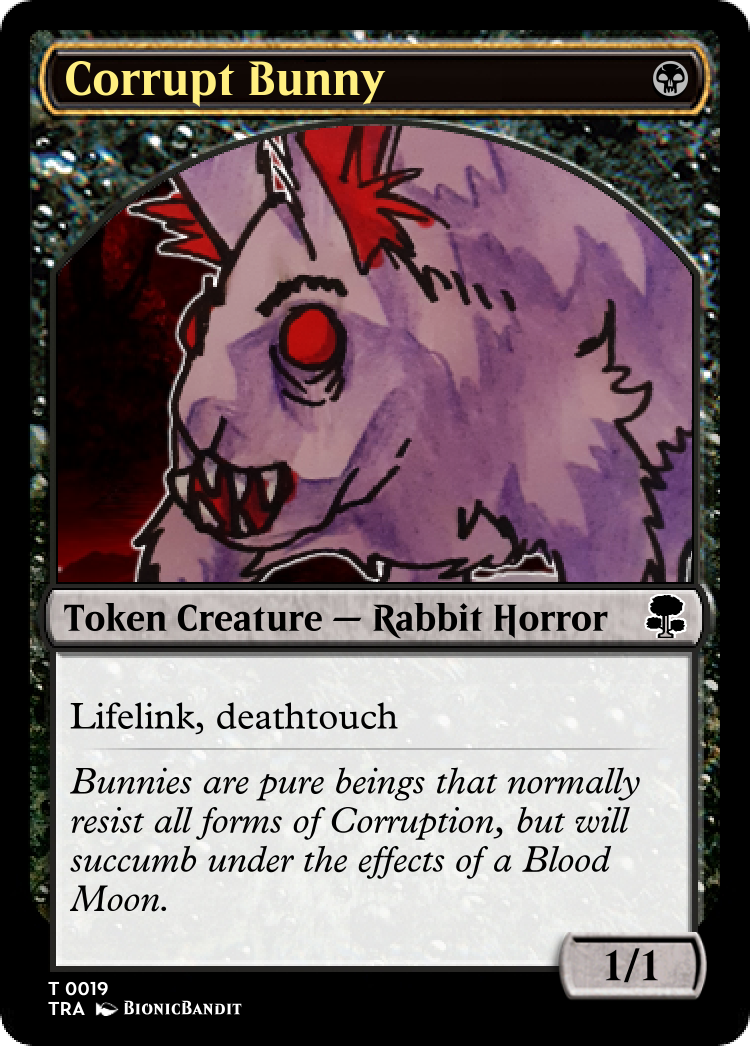 Corrupt Bunny
Token Creature — Rabbit Horror
Lifelink, deathtouch
Bunnies are pure beings that normally
resist all forms of Corruption, but will
succumb under the effects of a Blood
Moon.
1/1
T 0019
TRA BionicBandit